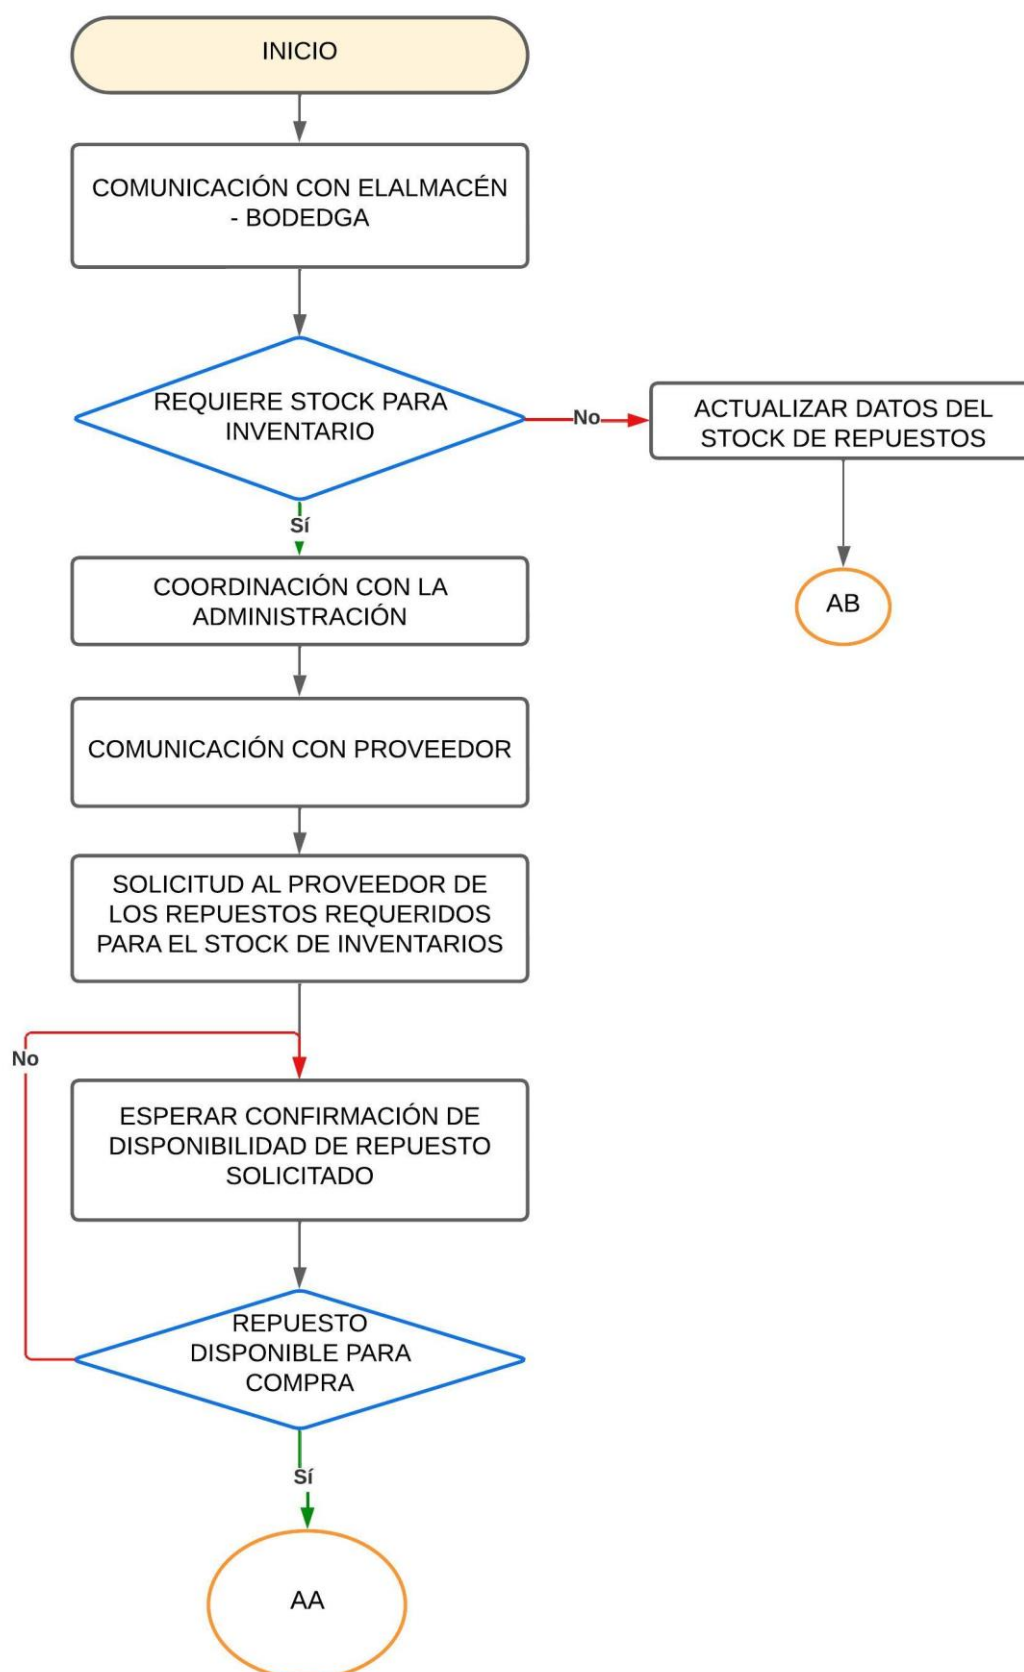 INICIO
COMUNICACIÓN CON ELALMACÉN
- BODEDGA
REQUIERE STOCK PARA
INVENTARIO
No
ACTUALIZAR DATOS DEL
STOCK DE REPUESTOS
Sí
COORDINACIÓN CON LA
ADMINISTRACIÓN
AB
COMUNICACIÓN CON PROVEEDOR
SOLICITUD AL PROVEEDOR DE
LOS REPUESTOS REQUERIDOS
PARA EL STOCK DE INVENTARIOS
No
ESPERAR CONFIRMACIÓN DE
DISPONIBILIDAD DE REPUESTO
SOLICITADO
REPUESTO
DISPONIBLE PARA
COMPRA
Sí
AA